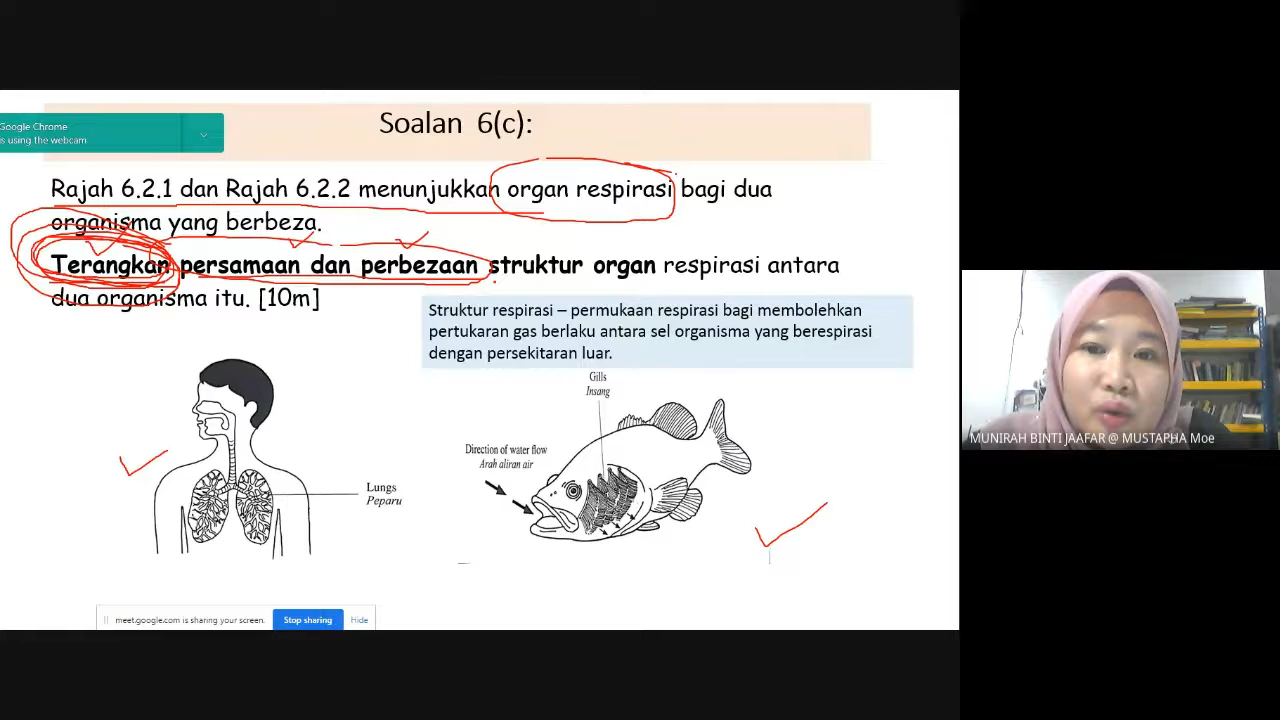 Soalan 6(c):
Google Chrome
is using the webcam
Rajah 6.2.1 dan Rajah 6.2.2 menunjukkan organ respirasi bagi dua
organisma yang berbeza.
Terangkan persamaan dan perbezaan struktur organ respirasi antara
dua organisma itu. [10m]
Struktur respirasi – permukaan respirasi bagi membolehkan
pertukaran gas berlaku antara sel organisma yang berespirasi
dengan persekitaran luar.
Gills
Insang
Direction of water flow
Arah aliran air
Lungs
Peparu
MUNIRAH BINTI JAAFAR @ MUSTAPHA Moe
meet.google.com is sharing your screen.
Stop sharing
Hide